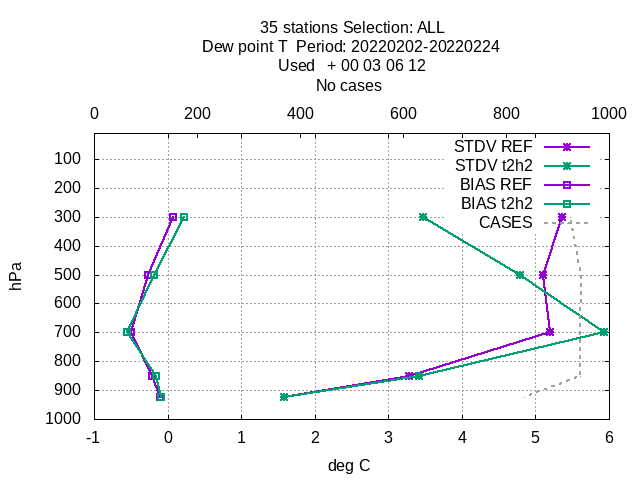 35 stations Selection: ALL
Dew point T  Period: 20220202-20220224
Used   + 00 03 06 12
No cases
0 200 400 600 800 1000
STDV REF
STDV t2h2
BIAS REF
BIAS t2h2
CASES
100
200
300
400
500
600
700
800
900
1000
hPa
-1 0 1 2 3 4 5 6
deg C